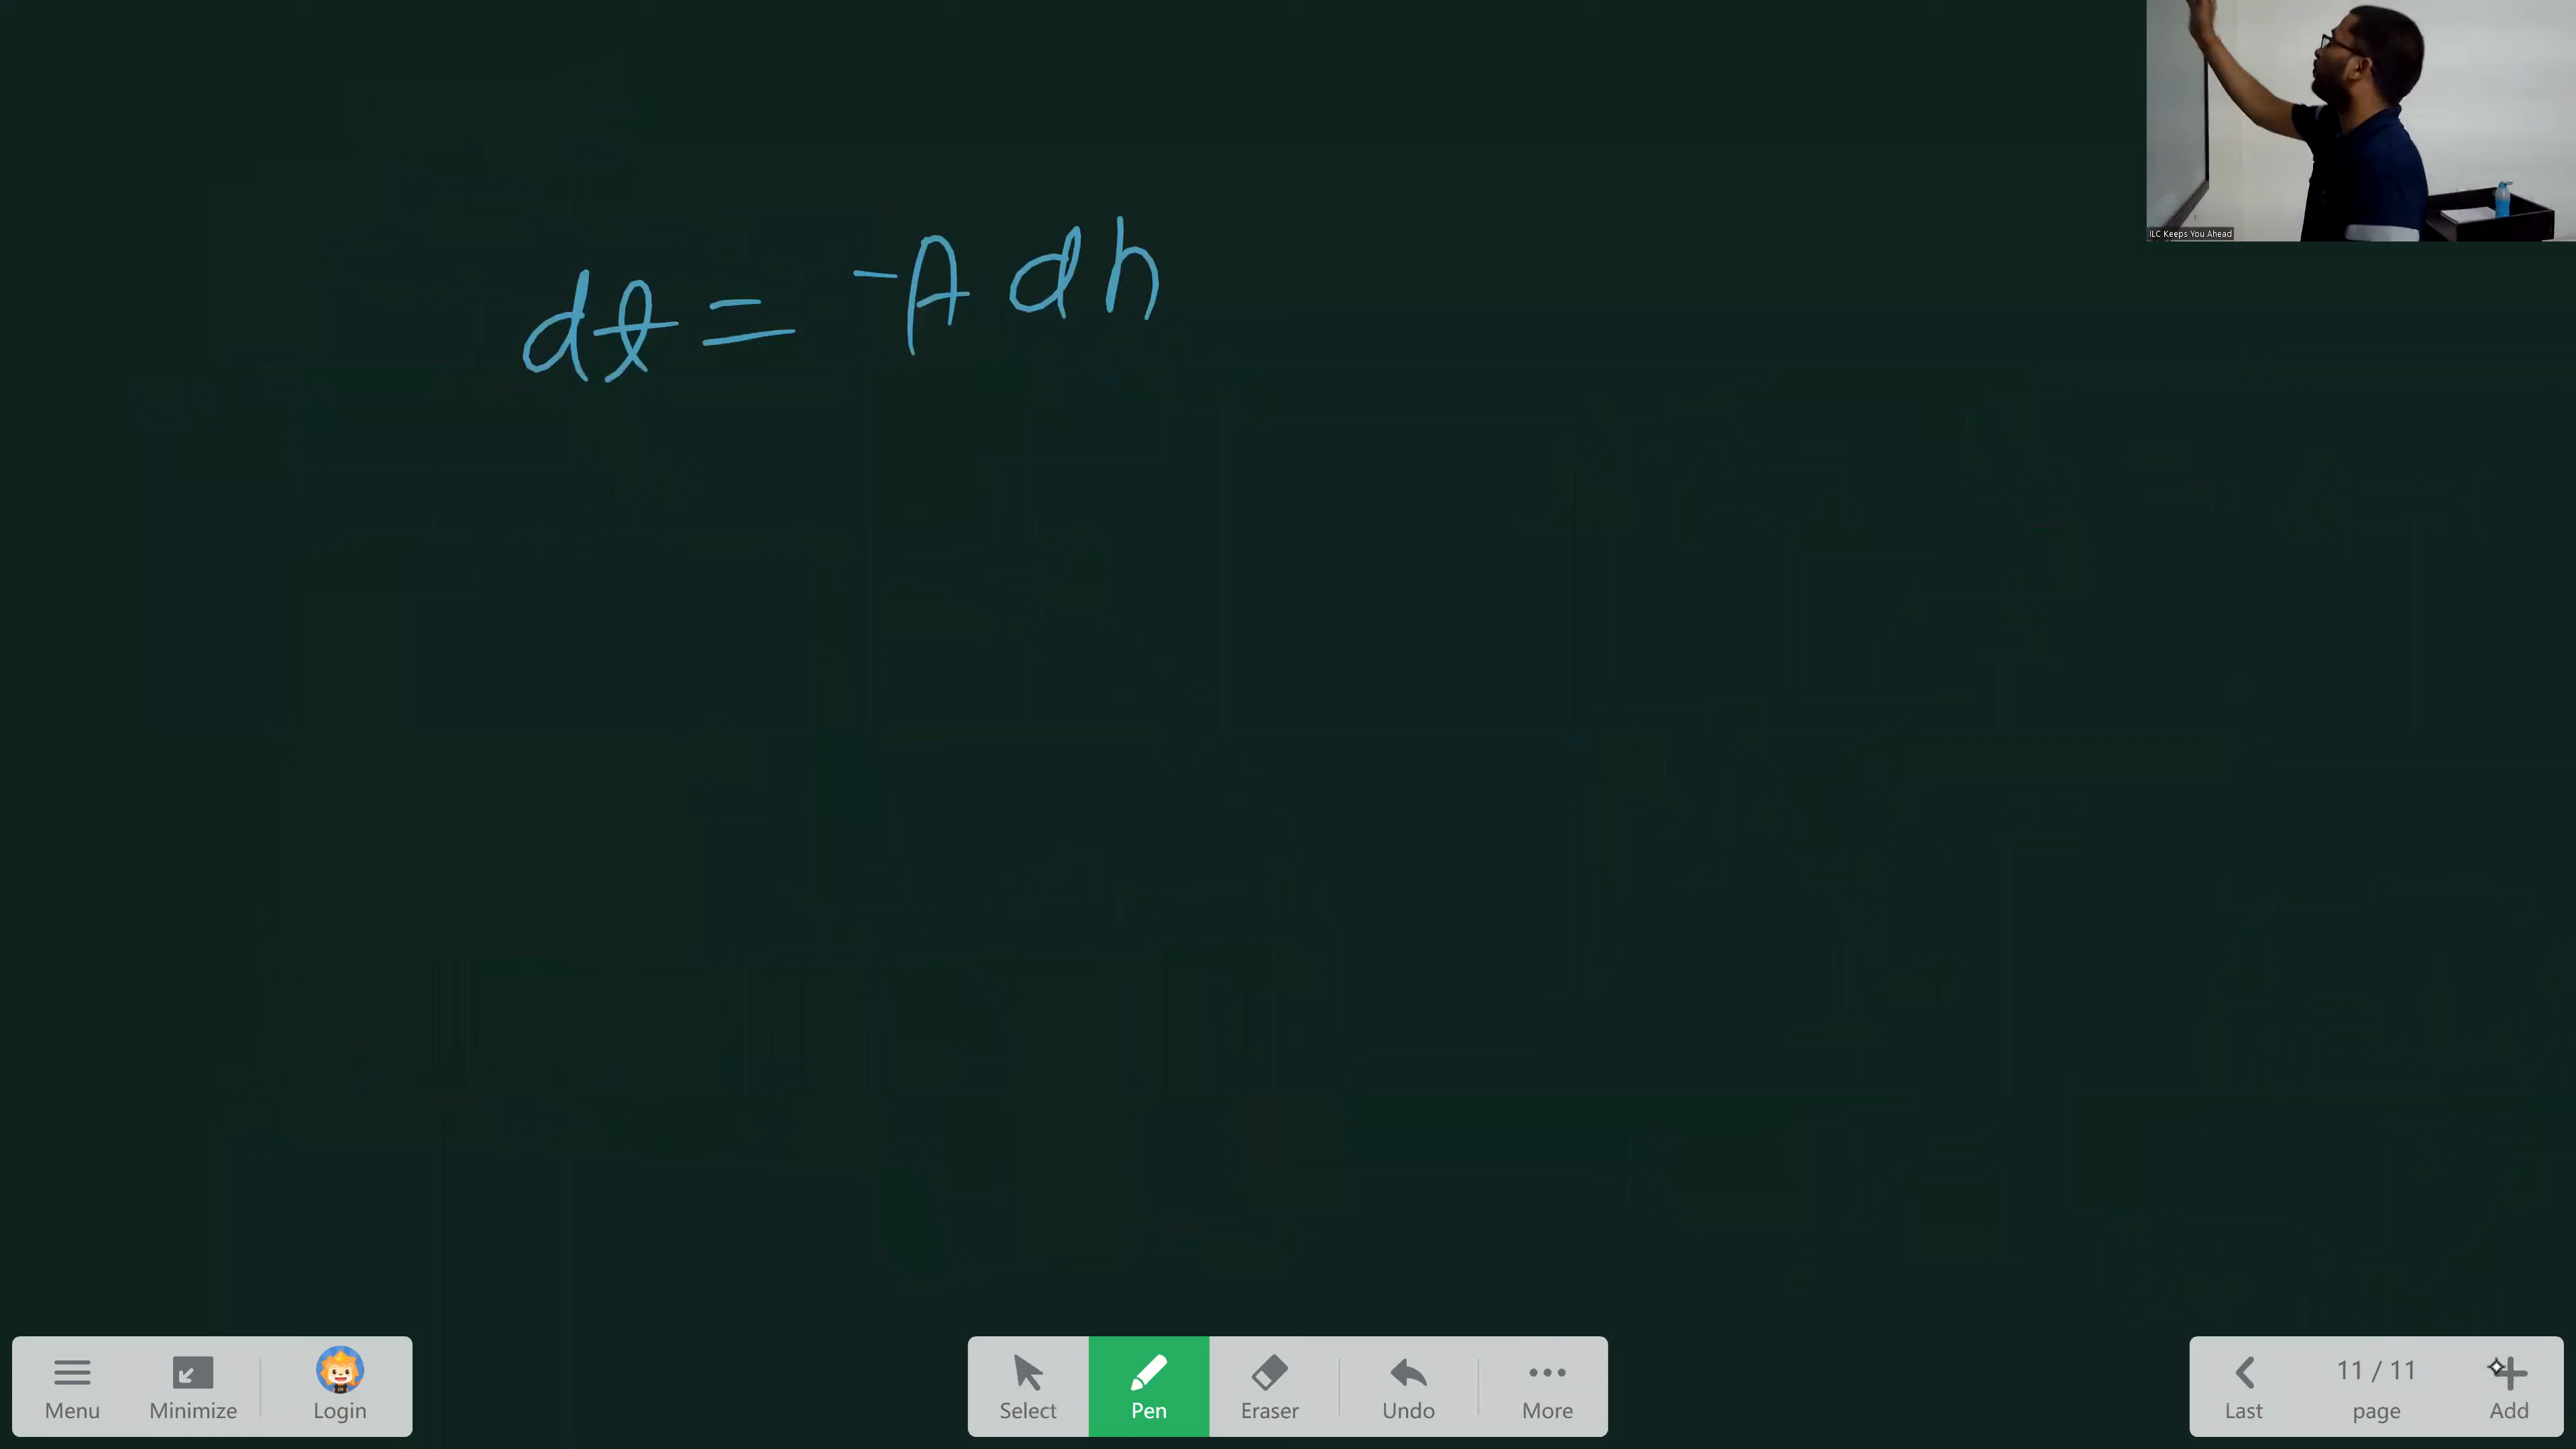 ILC Keeps You Ahead
dt = -A dh
Menu Minimize Login Select Pen Eraser Undo More Last 11 / 11 page Add